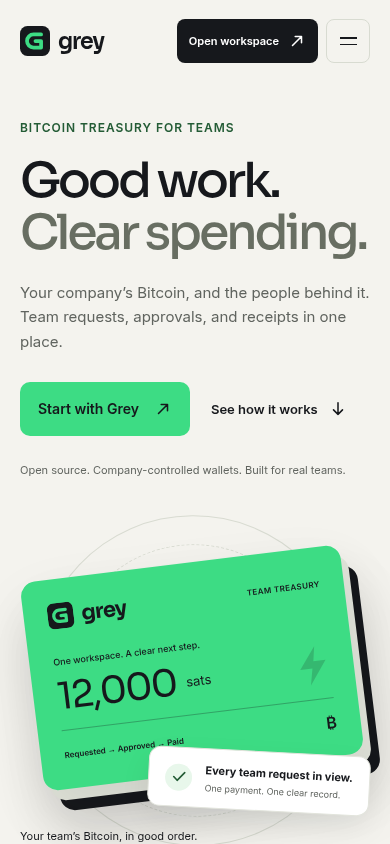 grey
Open workspace
BITCOIN TREASURY FOR TEAMS
Good work.
Clear spending.
Your company’s Bitcoin, and the people behind it.
Team requests, approvals, and receipts in one
place.
Start with Grey
See how it works
Open source. Company-controlled wallets. Built for real teams.
grey
TEAM TREASURY
One workspace. A clear next step.
12,000 sats
₿
Requested → Approved → Paid
Every team request in view.
One payment. One clear record.
Your team’s Bitcoin, in good order.